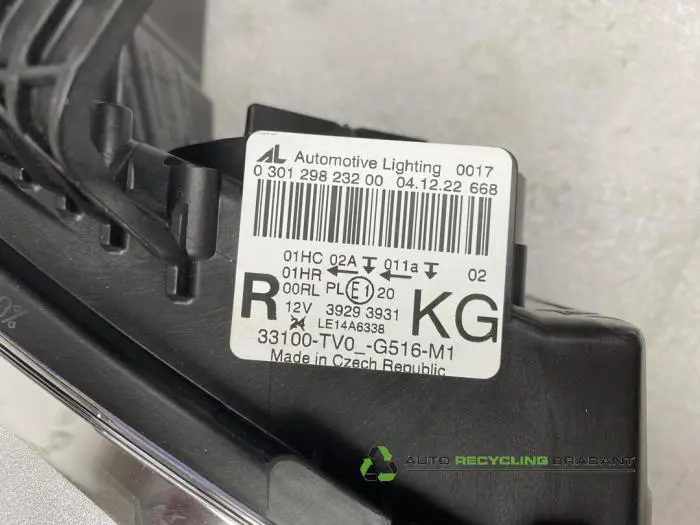 AL Automotive Lighting 0017
0 301 298 232 00 04.12.22 668
01HC 02A 011a 02
01HR
00RL PL E1 20
R KG
12V 3929 3931
LE14A6338
33100-TV0_-G516-M1
Made in Czech Republic
AUTO RECYCLING BRABANT